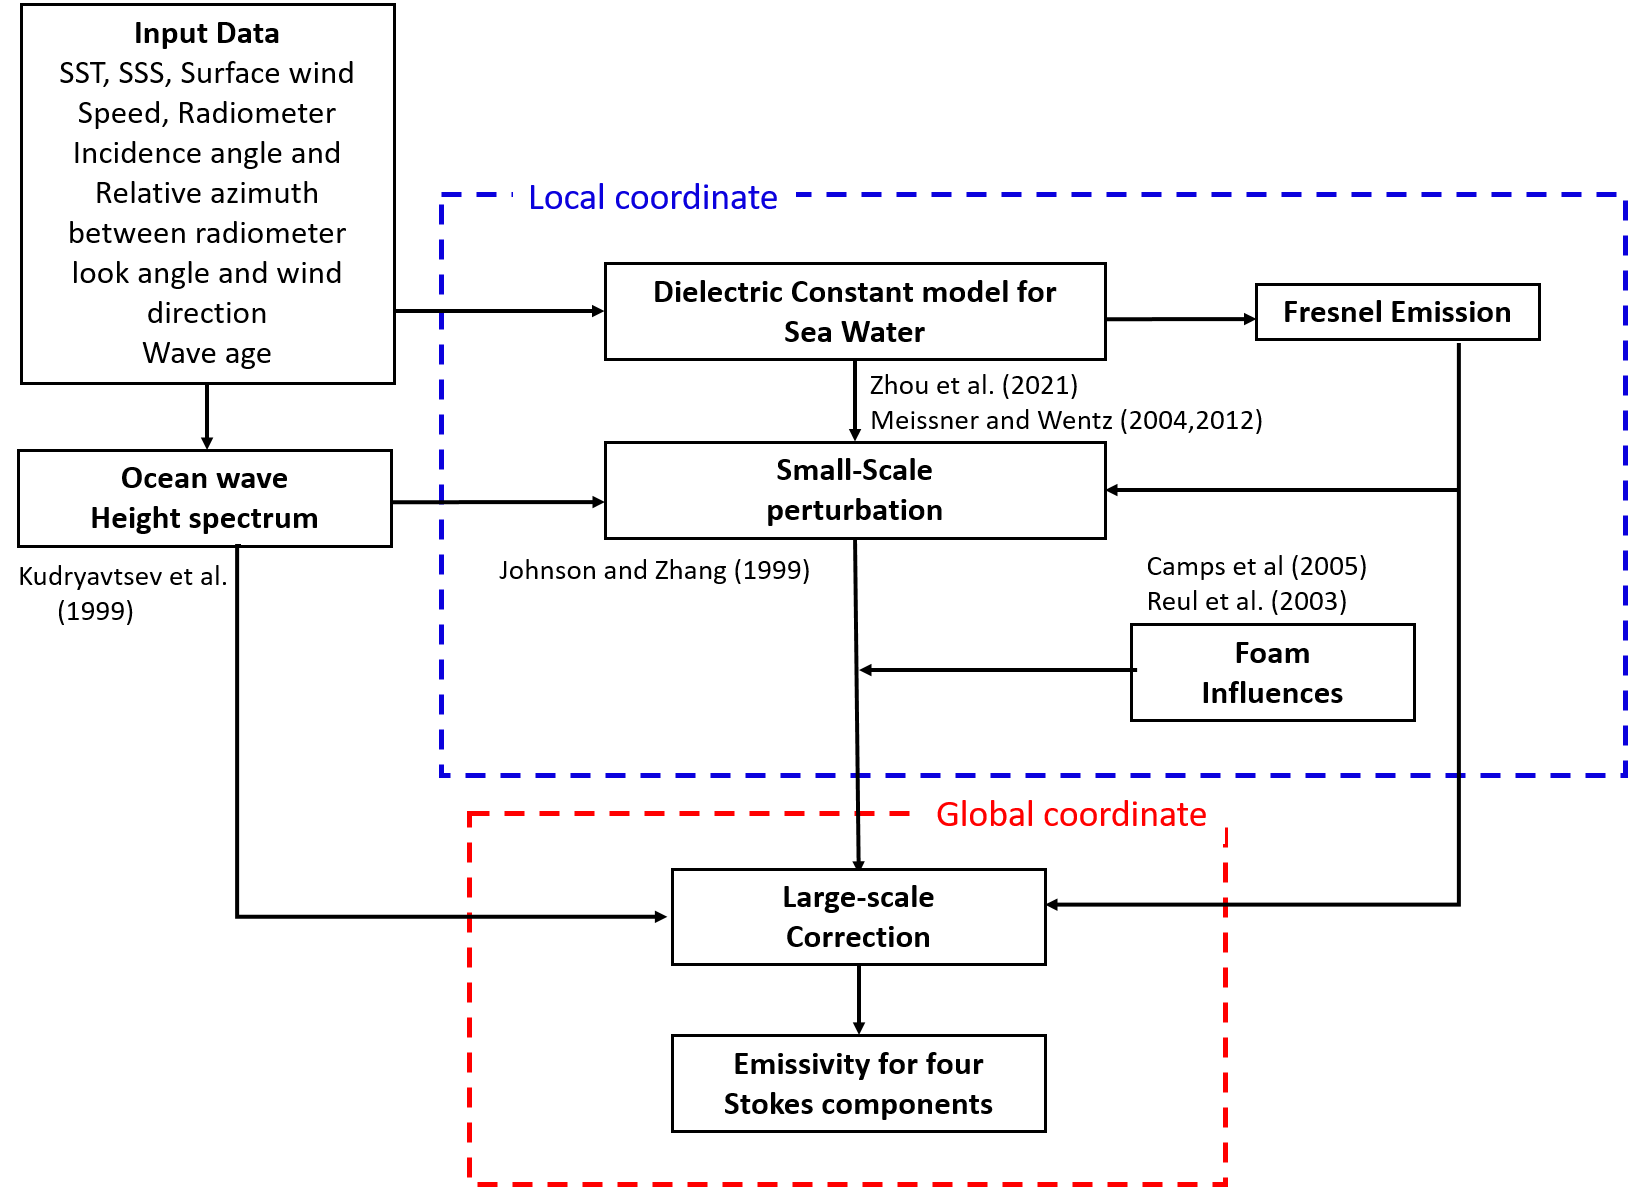 Input Data
SST, SSS, Surface wind
Speed, Radiometer
Incidence angle and
Relative azimuth
between radiometer
look angle and wind
direction
Wave age
Local coordinate
Dielectric Constant model for
Sea Water
Fresnel Emission
Zhou et al. (2021)
Meissner and Wentz (2004,2012)
Ocean wave
Height spectrum
Small-Scale
perturbation
Kudryavtsev et al.
(1999)
Johnson and Zhang (1999)
Camps et al (2005)
Reul et al. (2003)
Foam
Influences
Global coordinate
Large-scale
Correction
Emissivity for four
Stokes components